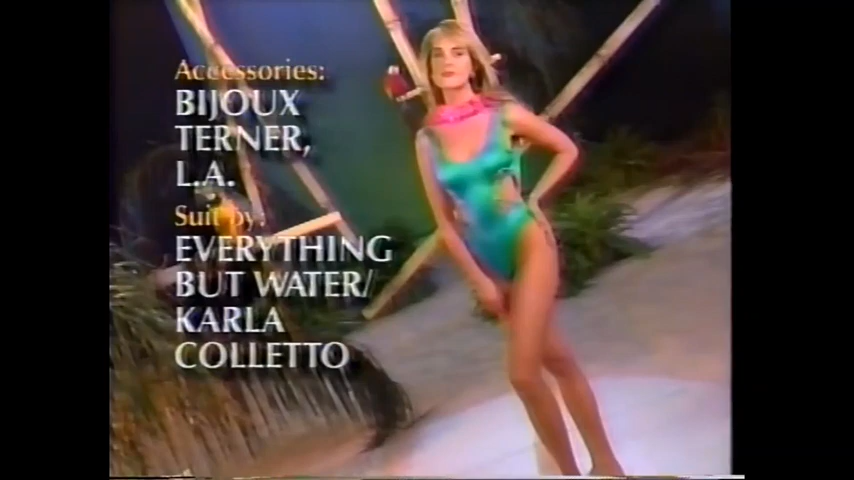 Accessories:
BIJOUX
TERNER,
L.A.
Suit by:
EVERYTHING
BUT WATER/
KARLA
COLLETTO